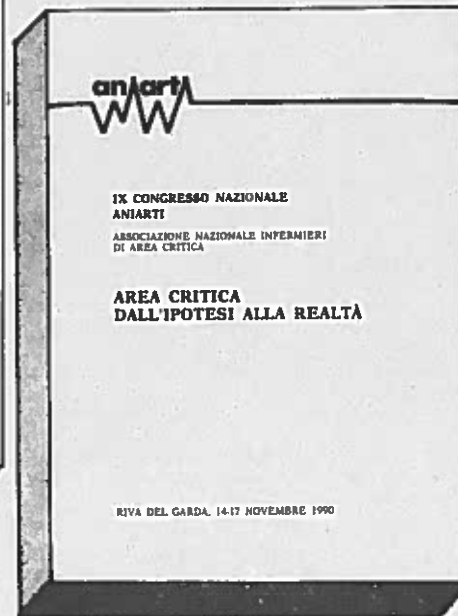 aniarti
IX CONGRESSO NAZIONALE
ANIARTI
ASSOCIAZIONE NAZIONALE INFERMIERI
DI AREA CRITICA
AREA CRITICA
DALL'IPOTESI ALLA REALTÀ
RIVA DEL GARDA, 14-17 NOVEMBRE 1990